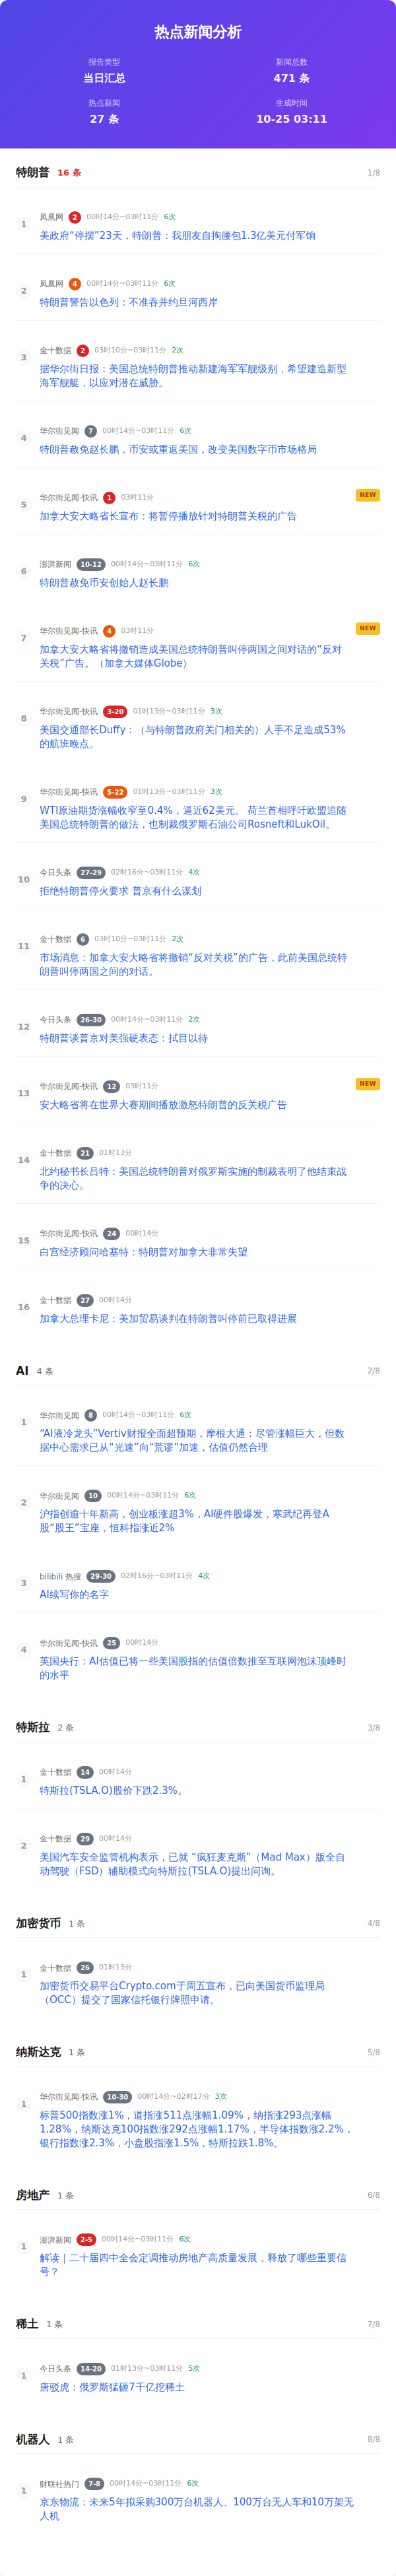 热点新闻分析
报告类型
当日汇总
新闻总数
471 条
热点新闻
27 条
生成时间
10-25 03:11
特朗普 16 条 1/8
1
凤凰网 2 00时14分~03时11分 6次
美政府“停摆”23天，特朗普：我朋友自掏腰包1.3亿美元付军饷
2
凤凰网 4 00时14分~03时11分 6次
特朗普警告以色列：不准吞并约旦河西岸
3
金十数据 2 03时10分~03时11分 2次
据华尔街日报：美国总统特朗普推动新建海军军舰级别，希望建造新型
海军舰艇，以应对潜在威胁。
4
华尔街见闻 7 00时14分~03时11分 6次
特朗普赦免赵长鹏，币安或重返美国，改变美国数字币市场格局
5
华尔街见闻-快讯 1 03时11分 NEW
加拿大安大略省长宣布：将暂停播放针对特朗普关税的广告
6
澎湃新闻 10-12 00时14分~03时11分 6次
特朗普赦免币安创始人赵长鹏
7
华尔街见闻-快讯 4 03时11分 NEW
加拿大安大略省将撤销造成美国总统特朗普叫停两国之间对话的“反对
关税”广告。（加拿大媒体Globe）
8
华尔街见闻-快讯 3-20 01时13分~03时11分 3次
美国交通部长Duffy：（与特朗普政府关门相关的）人手不足造成53%
的航班晚点。
9
华尔街见闻-快讯 5-22 01时13分~03时11分 3次
WTI原油期货涨幅收窄至0.4%，逼近62美元。 荷兰首相呼吁欧盟追随
美国总统特朗普的做法，也制裁俄罗斯石油公司Rosneft和LukOil。
10
今日头条 27-29 02时16分~03时11分 4次
拒绝特朗普停火要求 普京有什么谋划
11
金十数据 6 03时10分~03时11分 2次
市场消息：加拿大安大略省将撤销“反对关税”的广告，此前美国总统特
朗普叫停两国之间的对话。
12
今日头条 26-30 00时14分~03时11分 2次
特朗普谈普京对美强硬表态：拭目以待
13
华尔街见闻-快讯 12 03时11分 NEW
安大略省将在世界大赛期间播放激怒特朗普的反关税广告
14
金十数据 21 01时13分
北约秘书长吕特：美国总统特朗普对俄罗斯实施的制裁表明了他结束战
争的决心。
15
华尔街见闻-快讯 24 00时14分
白宫经济顾问哈塞特：特朗普对加拿大非常失望
16
金十数据 27 00时14分
加拿大总理卡尼：美加贸易谈判在特朗普叫停前已取得进展
AI 4 条 2/8
1
华尔街见闻 8 00时14分~03时11分 6次
“AI液冷龙头”Vertiv财报全面超预期，摩根大通：尽管涨幅巨大，但数
据中心需求已从“光速”向“荒谬”加速，估值仍然合理
2
华尔街见闻 10 00时14分~03时11分 6次
沪指创逾十年新高，创业板涨超3%，AI硬件股爆发，寒武纪再登A
股“股王”宝座，恒科指涨近2%
3
bilibili 热搜 29-30 02时16分~03时11分 4次
AI续写你的名字
4
华尔街见闻-快讯 25 00时14分
英国央行：AI估值已将一些美国股指的估值倍数推至互联网泡沫顶峰时
的水平
特斯拉 2 条 3/8
1
金十数据 14 00时14分
特斯拉(TSLA.O)股价下跌2.3%。
2
金十数据 29 00时14分
美国汽车安全监管机构表示，已就 “疯狂麦克斯”（Mad Max）版全自
动驾驶（FSD）辅助模式向特斯拉(TSLA.O)提出问询。
加密货币 1 条 4/8
1
金十数据 26 01时13分
加密货币交易平台Crypto.com于周五宣布，已向美国货币监理局
（OCC）提交了国家信托银行牌照申请。
纳斯达克 1 条 5/8
1
华尔街见闻-快讯 10-30 00时14分~02时17分 3次
标普500指数涨1%，道指涨511点涨幅1.09%，纳指涨293点涨幅
1.28%，纳斯达克100指数涨292点涨幅1.17%，半导体指数涨2.2%，
银行指数涨2.3%，小盘股指涨1.5%，特斯拉跌1.8%。
房地产 1 条 6/8
1
澎湃新闻 2-5 00时14分~03时11分 6次
解读｜二十届四中全会定调推动房地产高质量发展，释放了哪些重要信
号？
稀土 1 条 7/8
1
今日头条 14-20 01时13分~03时11分 5次
唐驳虎：俄罗斯猛砸7千亿挖稀土
机器人 1 条 8/8
1
财联社热门 7-8 00时14分~03时11分 6次
京东物流：未来5年拟采购300万台机器人、100万台无人车和10万架无
人机